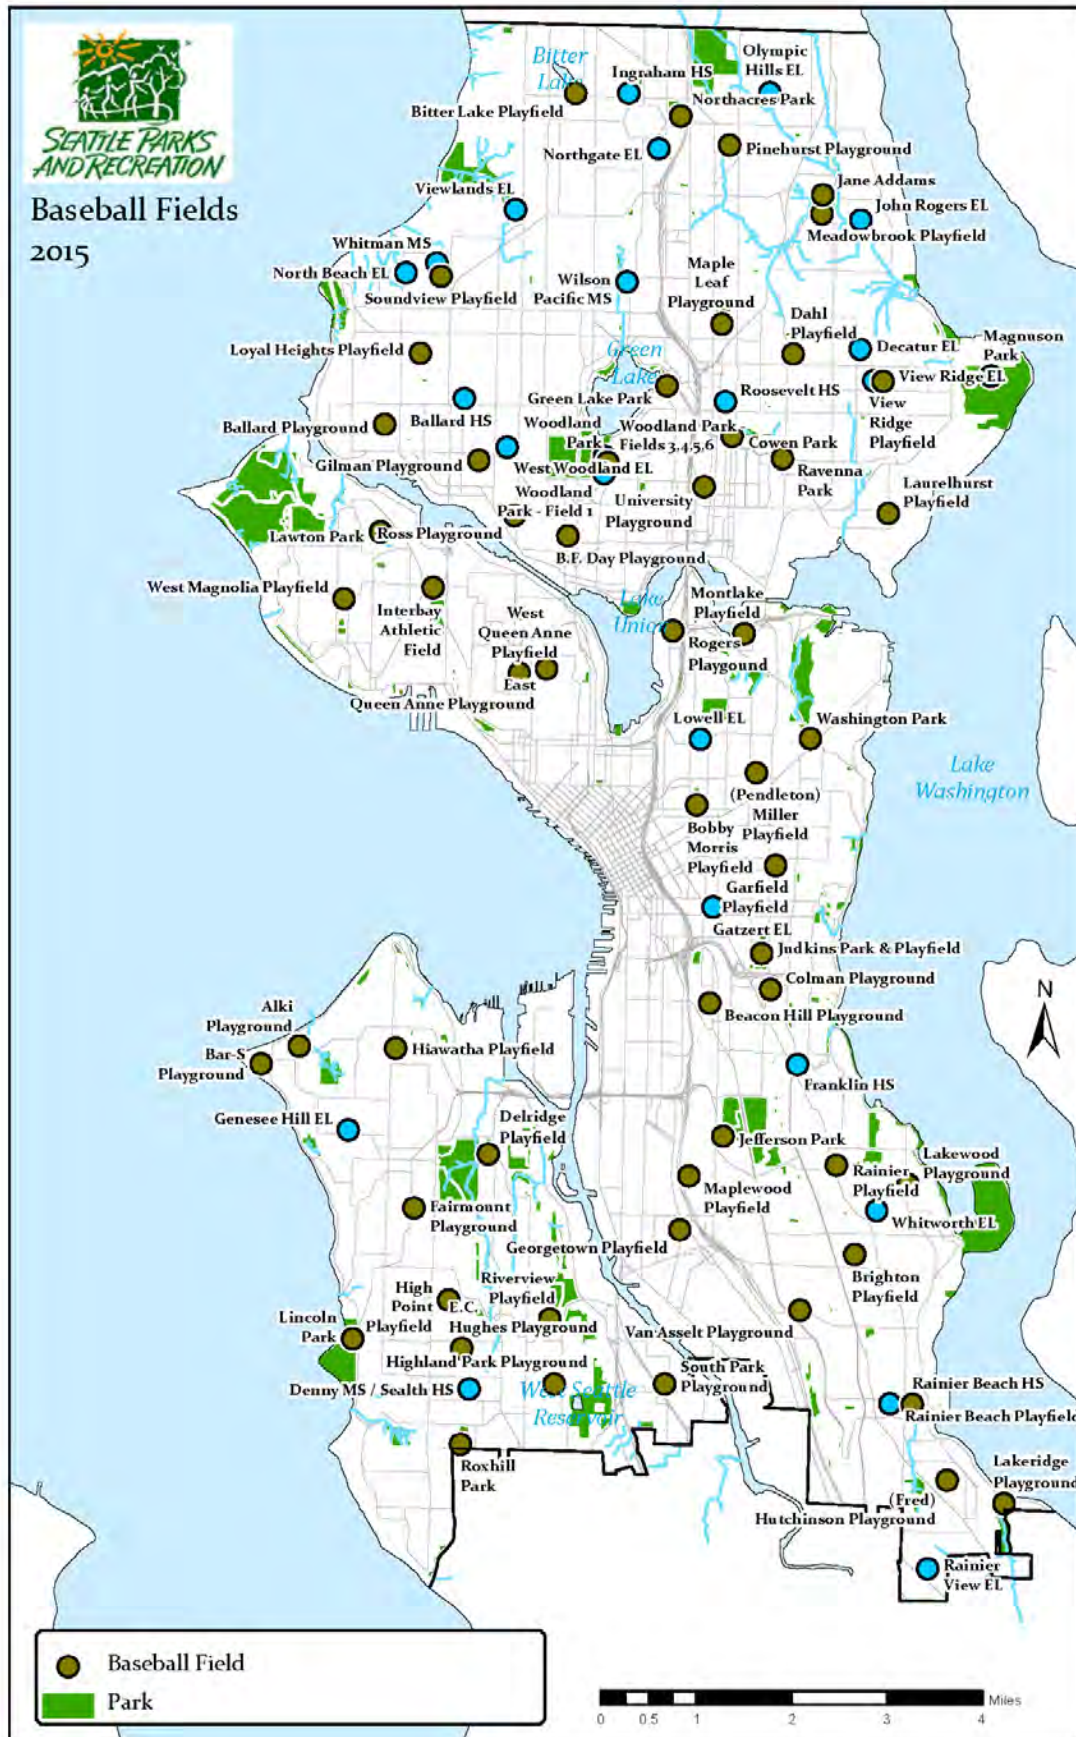 SEATTLE PARKS
AND RECREATION
Baseball Fields
2015
Bitter
Lake
Ingraham HS
Olympic
Hills EL
Bitter Lake Playfield
Northacres Park
Northgate EL
Pinehurst Playground
Viewlands EL
Jane Addams
John Rogers EL
Meadowbrook Playfield
Whitman MS
North Beach EL
Soundview Playfield
Wilson
Pacific MS
Maple
Leaf
Playground
Dahl
Playfield
Loyal Heights Playfield
Green
Lake
Decatur EL
Magnuson
Park
View Ridge EL
Green Lake Park
Roosevelt HS
View
Ridge
Playfield
Ballard Playground
Ballard HS
Woodland
Park
Woodland Park
Fields 3,4,5,6
Cowen Park
Gilman Playground
West Woodland EL
Ravenna
Park
Woodland
Park - Field 1
University
Playground
Laurelhurst
Playfield
Lawton Park
Ross Playground
B.F. Day Playground
West Magnolia Playfield
Interbay
Athletic
Field
West
Queen Anne
Playfield
Lake
Union
Montlake
Playfield
Rogers
Playgound
East
Queen Anne Playground
Lowell EL
Washington Park
Lake
Washington
(Pendleton)
Miller
Playfield
Bobby
Morris
Playfield
Garfield
Playfield
Gatzert EL
Judkins Park & Playfield
Colman Playground
Beacon Hill Playground
Alki
Playground
Bar-S
Playground
Hiawatha Playfield
N
Franklin HS
Genesee Hill EL
Delridge
Playfield
Jefferson Park
Lakewood
Playground
Rainier
Playfield
Maplewood
Playfield
Whitworth EL
Fairmount
Playground
Georgetown Playfield
Brighton
Playfield
Riverview
Playfield
High
Point
Playfield
E.C.
Hughes Playground
Lincoln
Park
Van Asselt Playground
Highland Park Playground
Denny MS / Sealth HS
West Seattle
Reservoir
South Park
Playground
Rainier Beach HS
Rainier Beach Playfield
Roxhill
Park
Lakeridge
Playground
(Fred)
Hutchinson Playground
Rainier
View EL
Baseball Field
Park
Miles
0 0.5 1 2 3 4